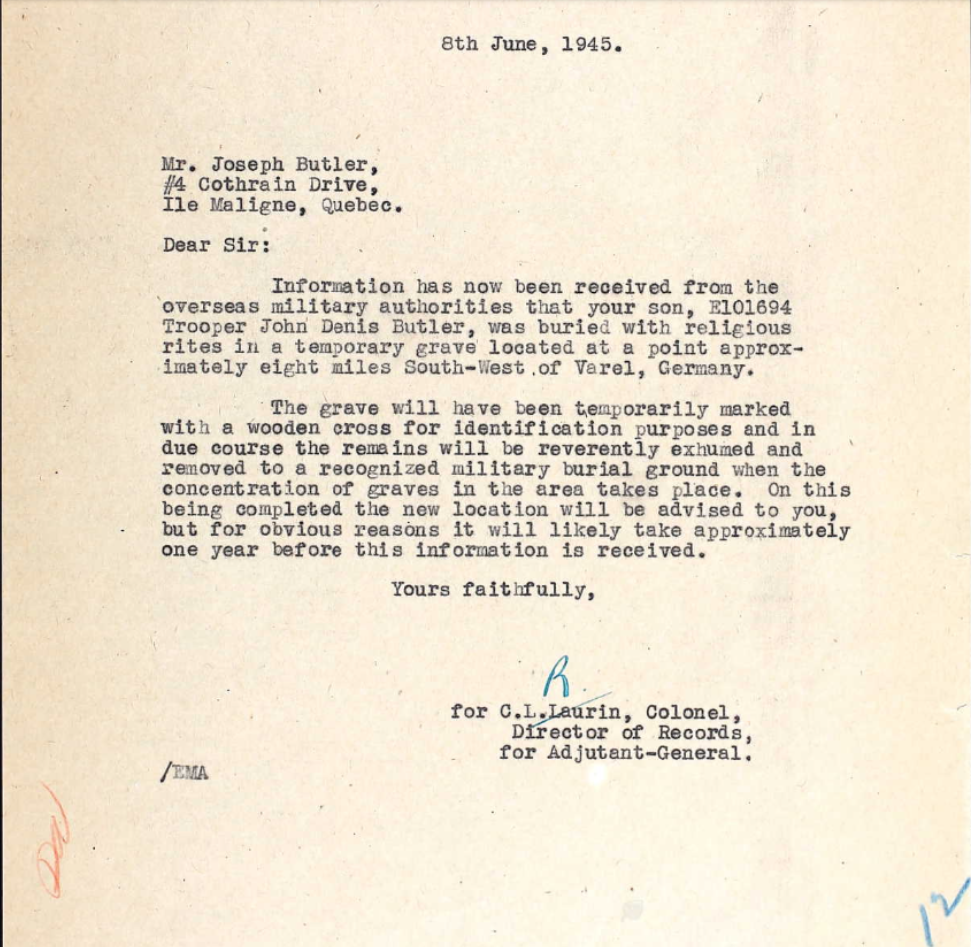 8th June, 1945.
Mr. Joseph Butler,
#4 Cothrain Drive,
Ile Maligne, Quebec.
Dear Sir:
Information has now been received from the
overseas military authorities that your son, E101694
Trooper John Denis Butler, was buried with religious
rites in a temporary grave located at a point approx-
imately eight miles South-West of Varel, Germany.
The grave will have been temporarily marked
with a wooden cross for identification purposes and in
due course the remains will be reverently exhumed and
removed to a recognized military burial ground when the
concentration of graves in the area takes place. On this
being completed the new location will be advised to you,
but for obvious reasons it will likely take approximately
one year before this information is received.
Yours faithfully,
R
for C.L.Laurin, Colonel,
Director of Records,
for Adjutant-General.
/EMA
12